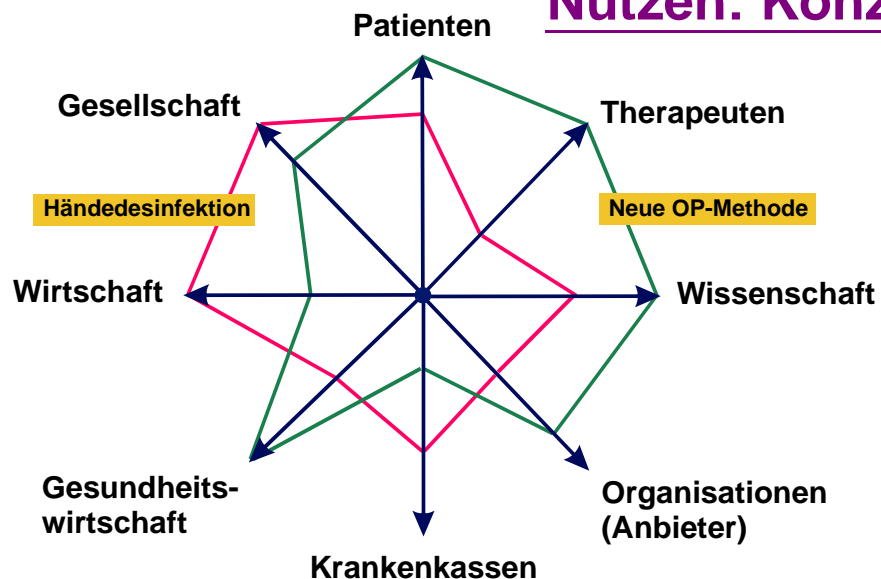 Patienten
Gesellschaft
Therapeuten
Händedesinfektion
Neue OP-Methode
Wirtschaft
Wissenschaft
Gesundheits-
wirtschaft
Organisationen
(Anbieter)
Krankenkassen